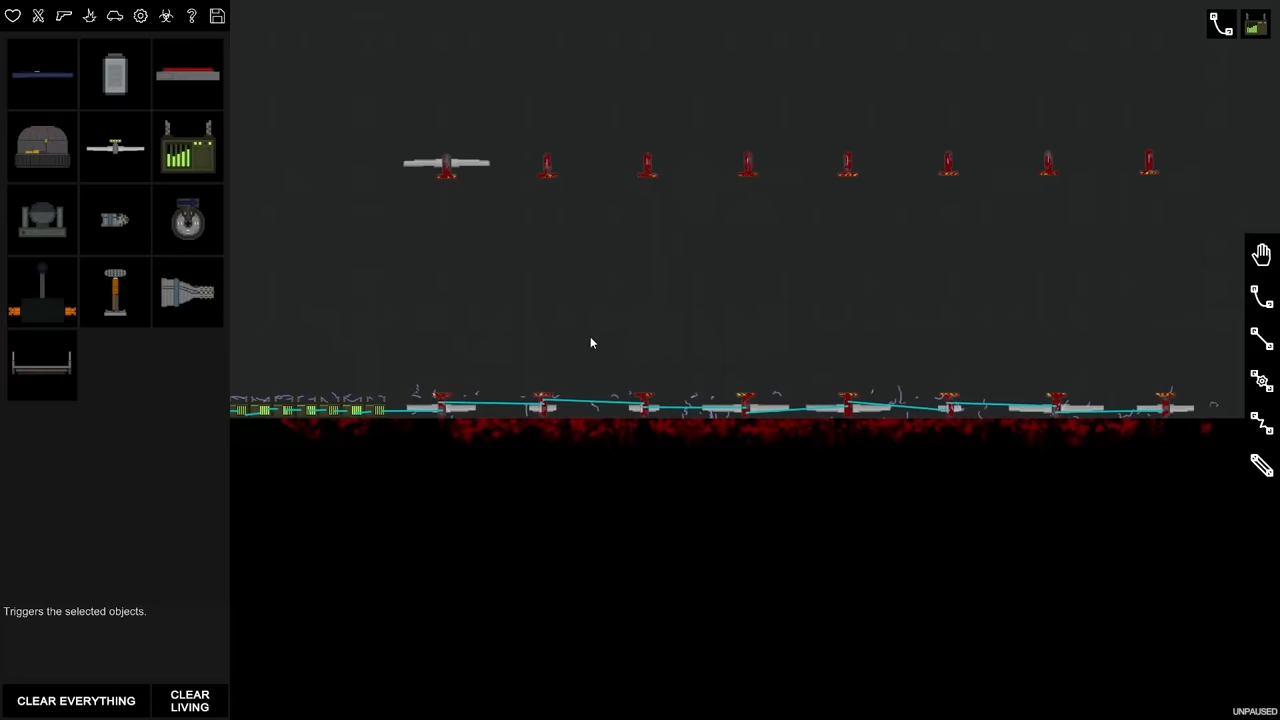 Triggers the selected objects.
CLEAR EVERYTHING
CLEAR
LIVING
UNPAUSED